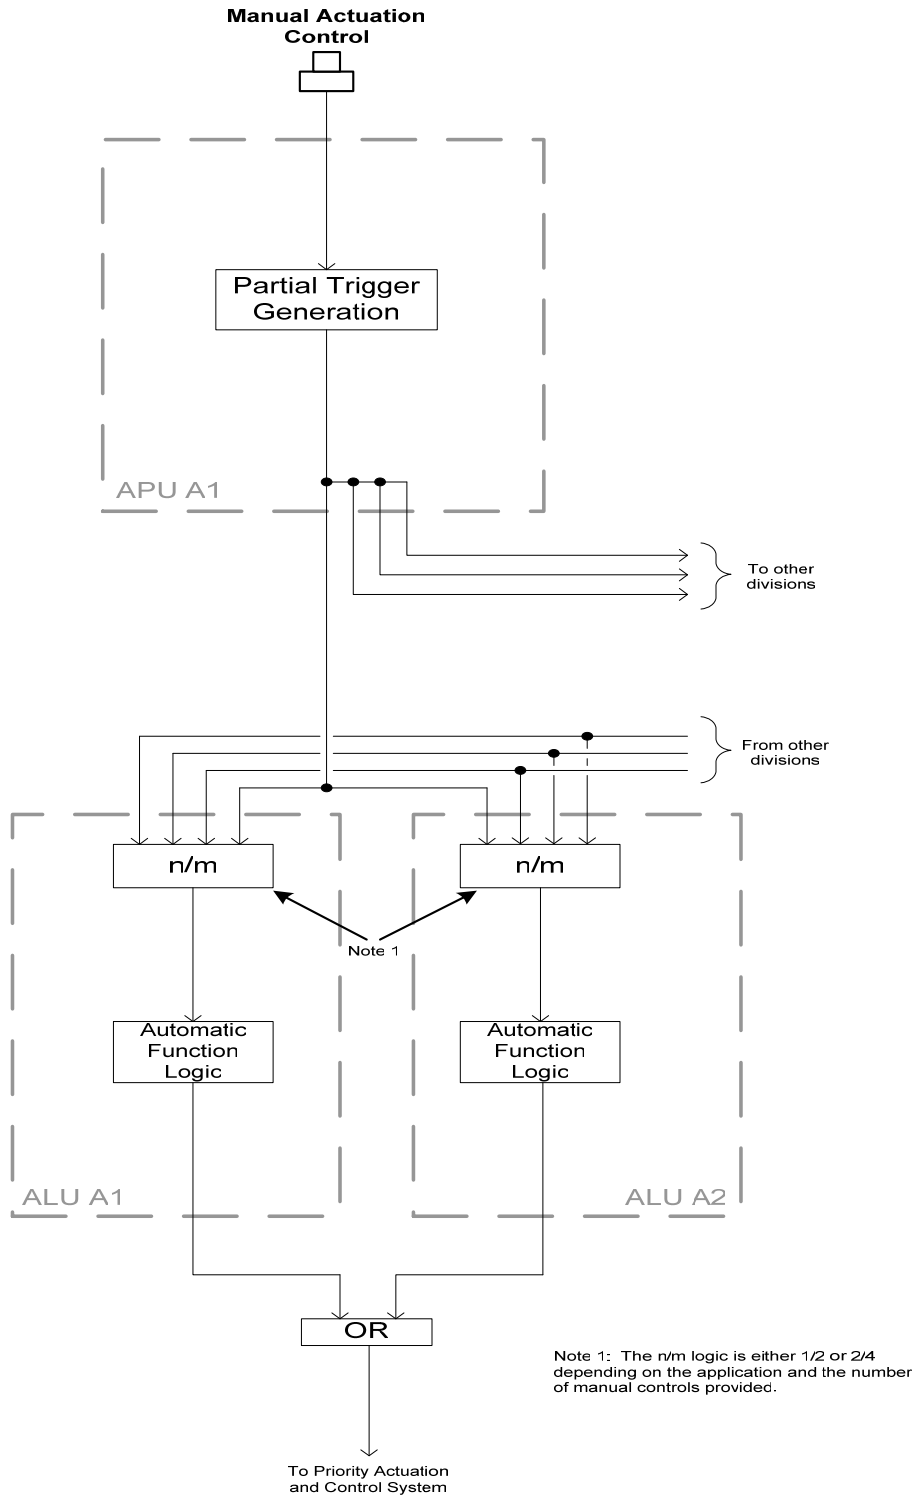 Manual Actuation
Control
Partial Trigger
Generation
APU A1
To other
divisions
From other
divisions
n/m
n/m
Note 1
Automatic
Function
Logic
Automatic
Function
Logic
ALU A1
ALU A2
OR
Note 1:  The n/m logic is either 1/2 or 2/4
depending on the application and the number
of manual controls provided.
To Priority Actuation
and Control System